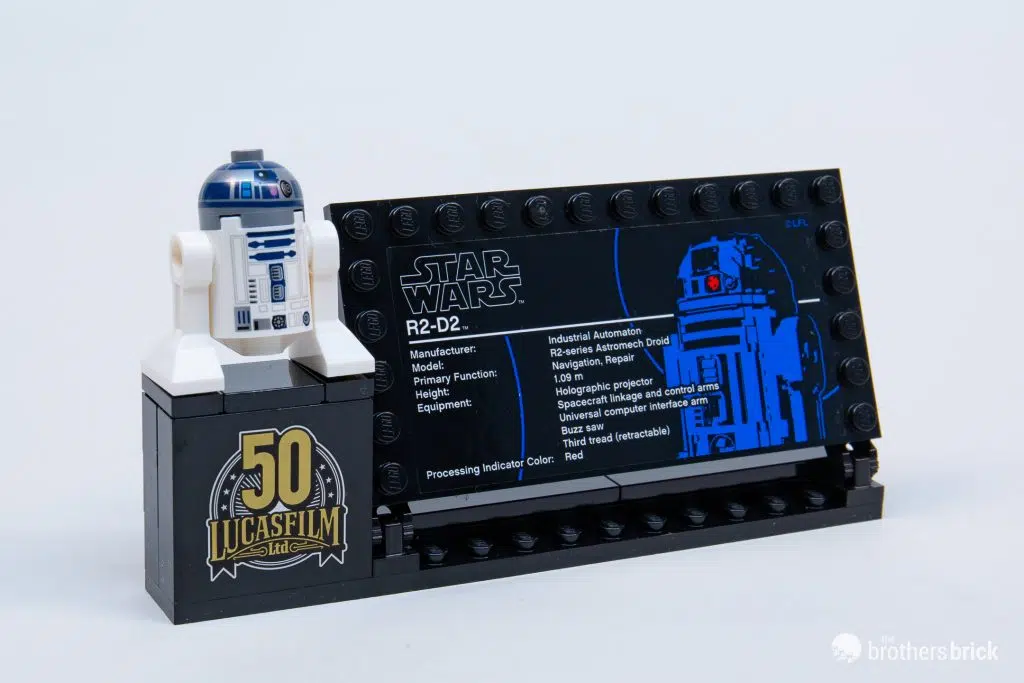 ©LFL
STAR
WARS™
R2-D2™
Manufacturer: Industrial Automaton
Model: R2-series Astromech Droid
Primary Function: Navigation, Repair
Height: 1.09 m
Equipment: Holographic projector
Spacecraft linkage and control arms
Universal computer interface arm
Buzz saw
Third tread (retractable)
Processing Indicator Color: Red
50
LUCASFILM
Ltd
the
brothers brick